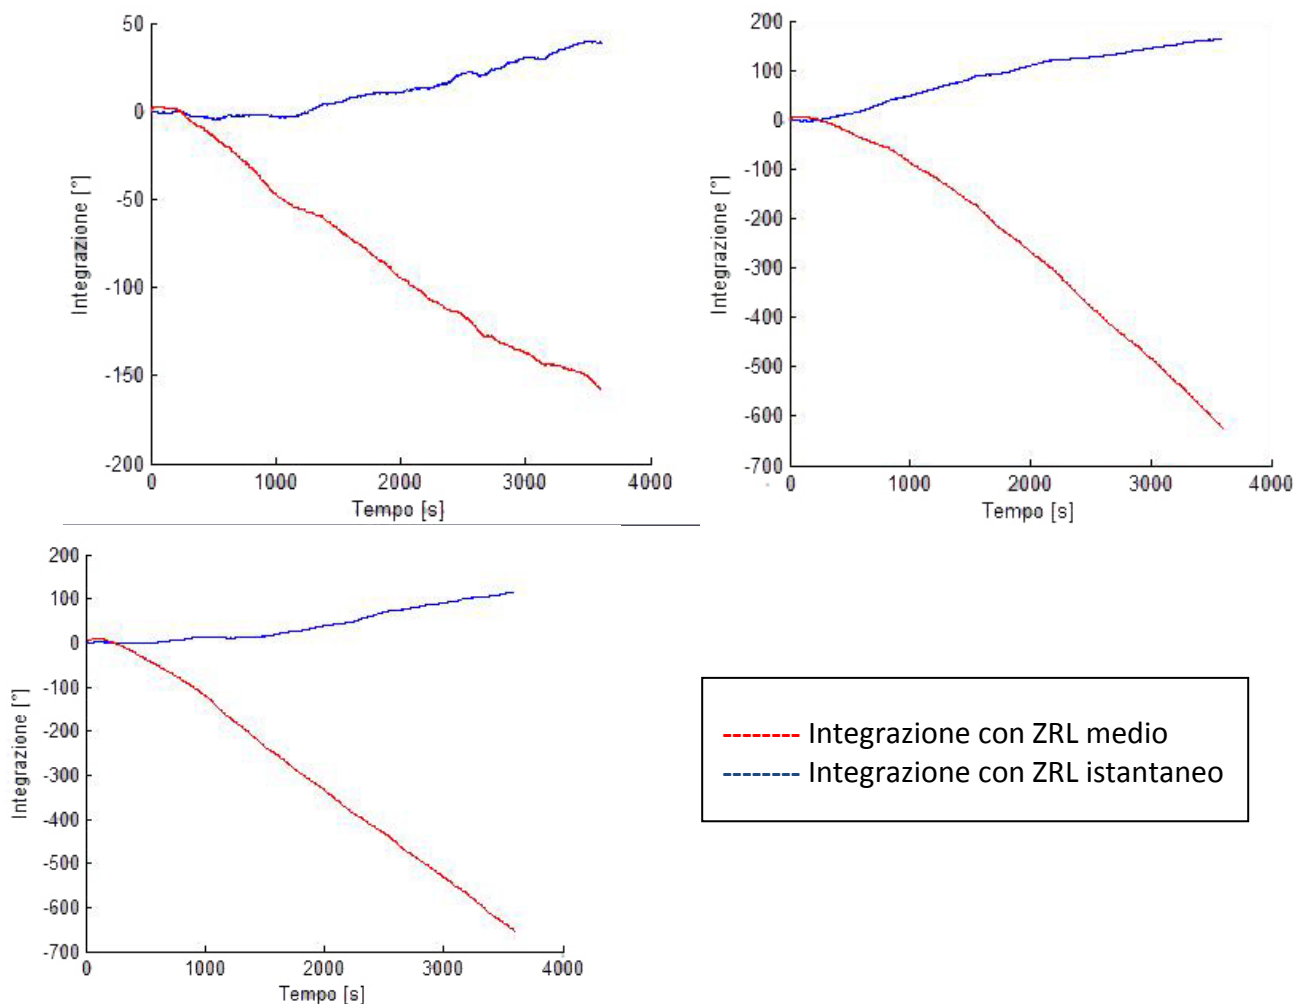 50
0
-50
-100
-150
-200
Integrazione [°]
0 1000 2000 3000 4000
Tempo [s]
200
100
0
-100
-200
-300
-400
-500
-600
-700
Integrazione [°]
0 1000 2000 3000 4000
Tempo [s]
200
100
0
-100
-200
-300
-400
-500
-600
-700
Integrazione [°]
0 1000 2000 3000 4000
Tempo [s]
Integrazione con ZRL medio
Integrazione con ZRL istantaneo